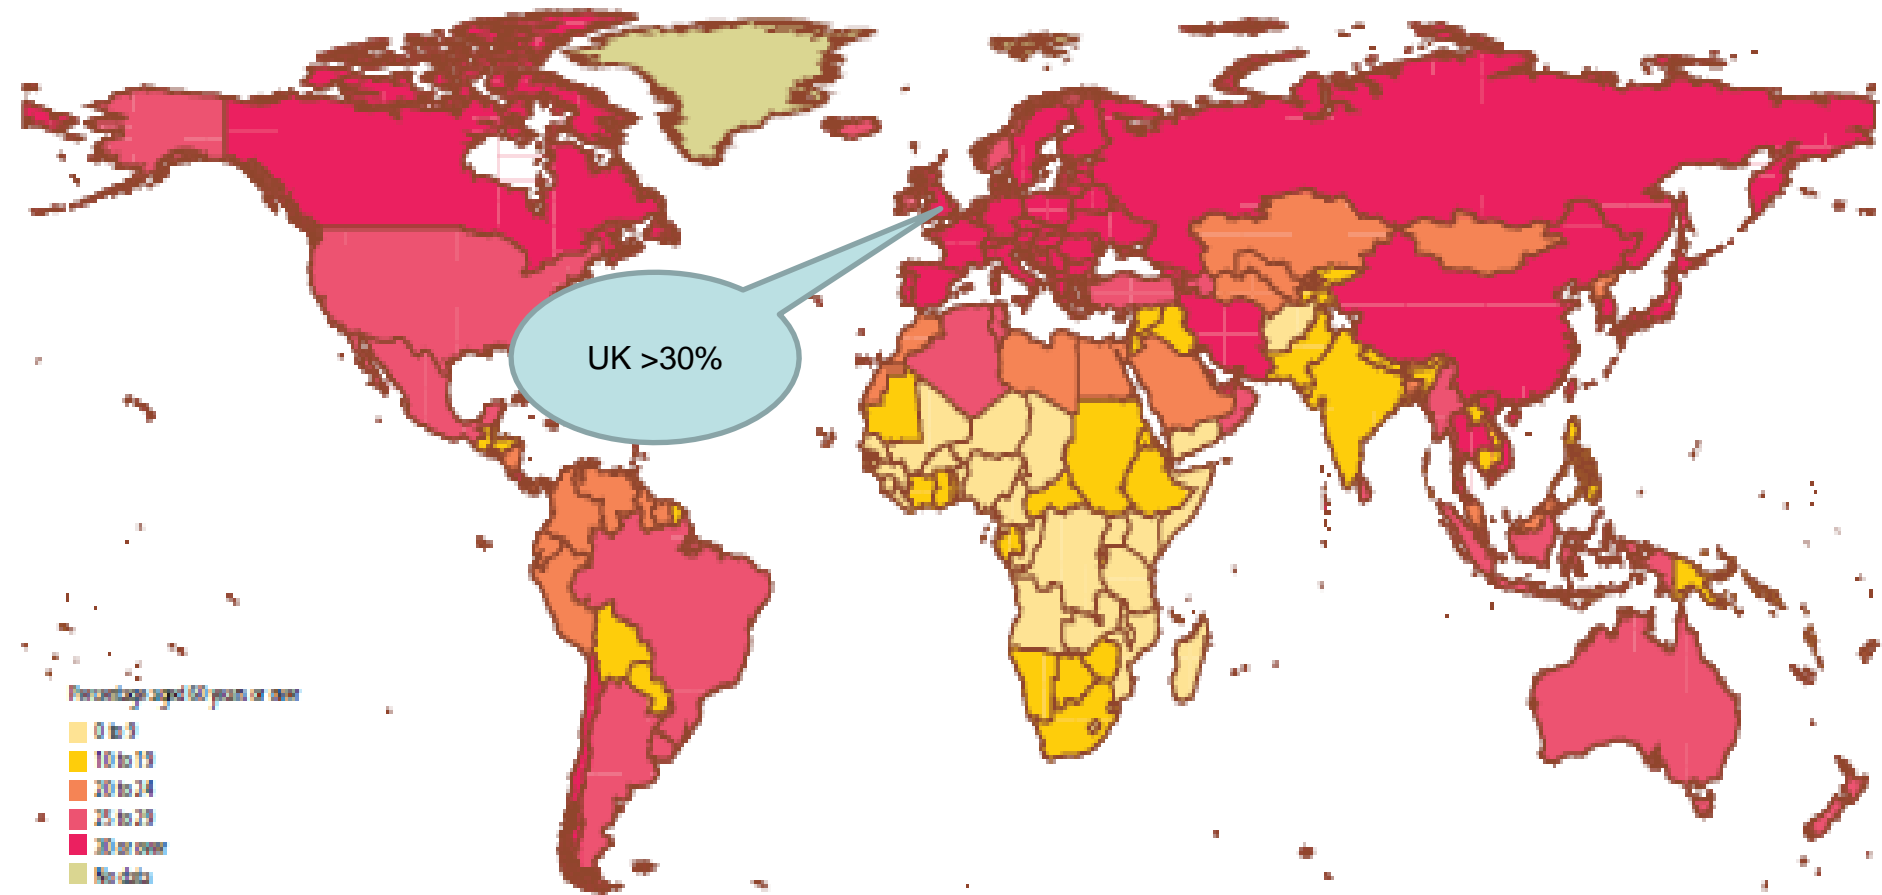 UK >30%
Percentage aged 60 years or over
0 to 9
10 to 19
20 to 24
25 to 29
30 or over
No data